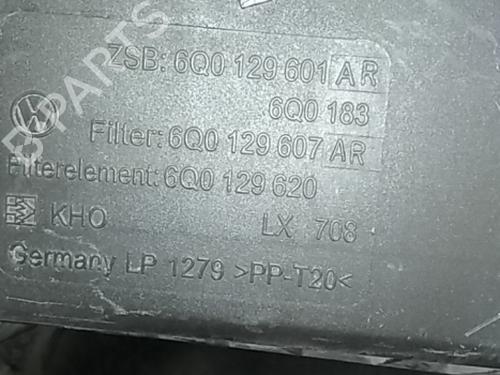 ZSB: 6Q0 129 601 AR
6Q0 183
Filter: 6Q0 129 607 AR
Filterelement: 6Q0 129 620
KHO LX 708
Germany LP 1279 >PP-T20<
B-PARTS